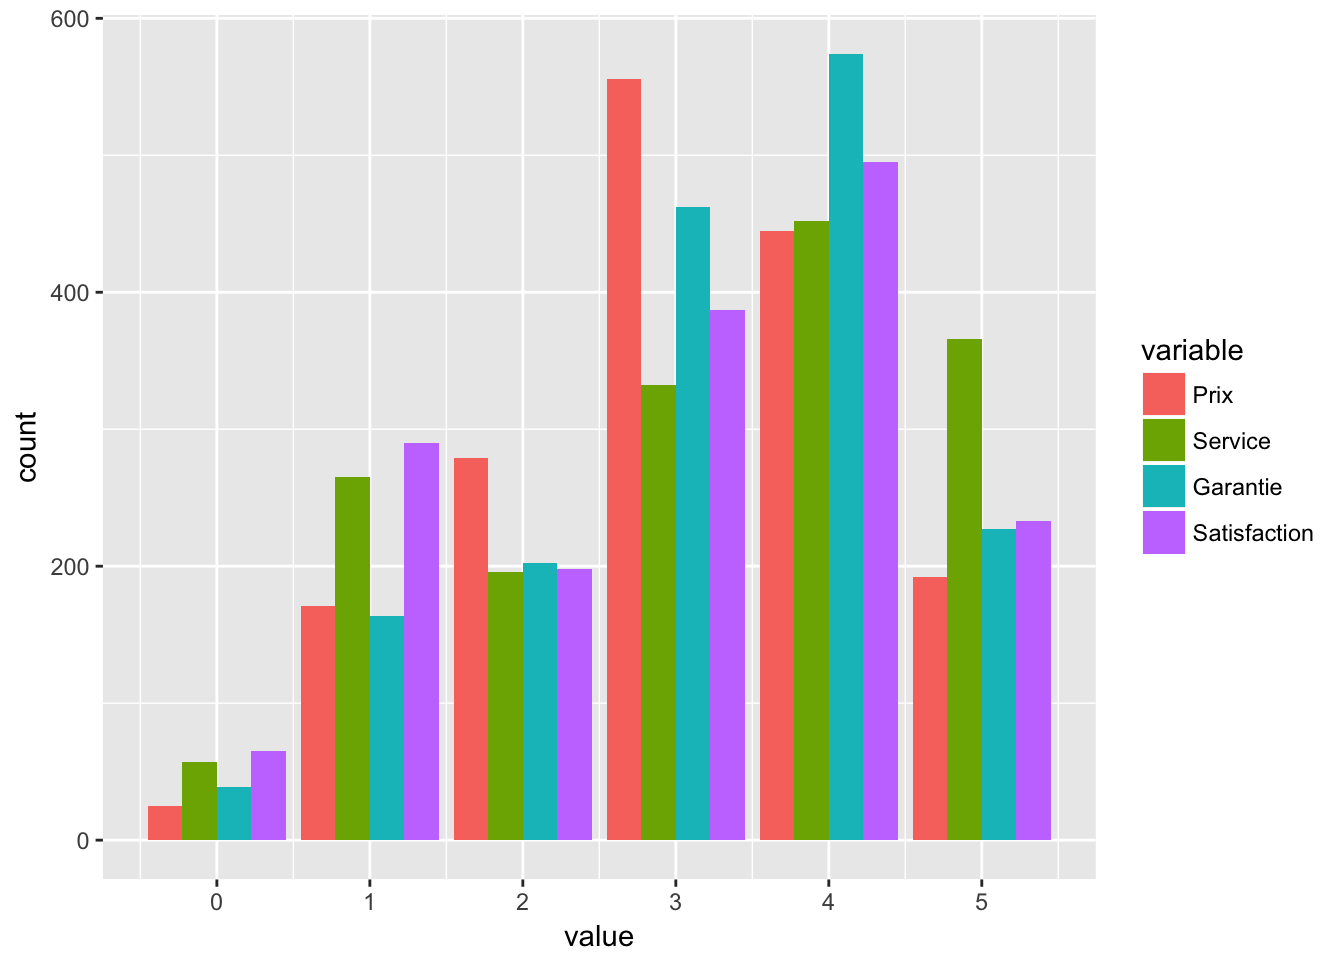 600
400
200
0
count
0 1 2 3 4 5
value
variable
Prix
Service
Garantie
Satisfaction